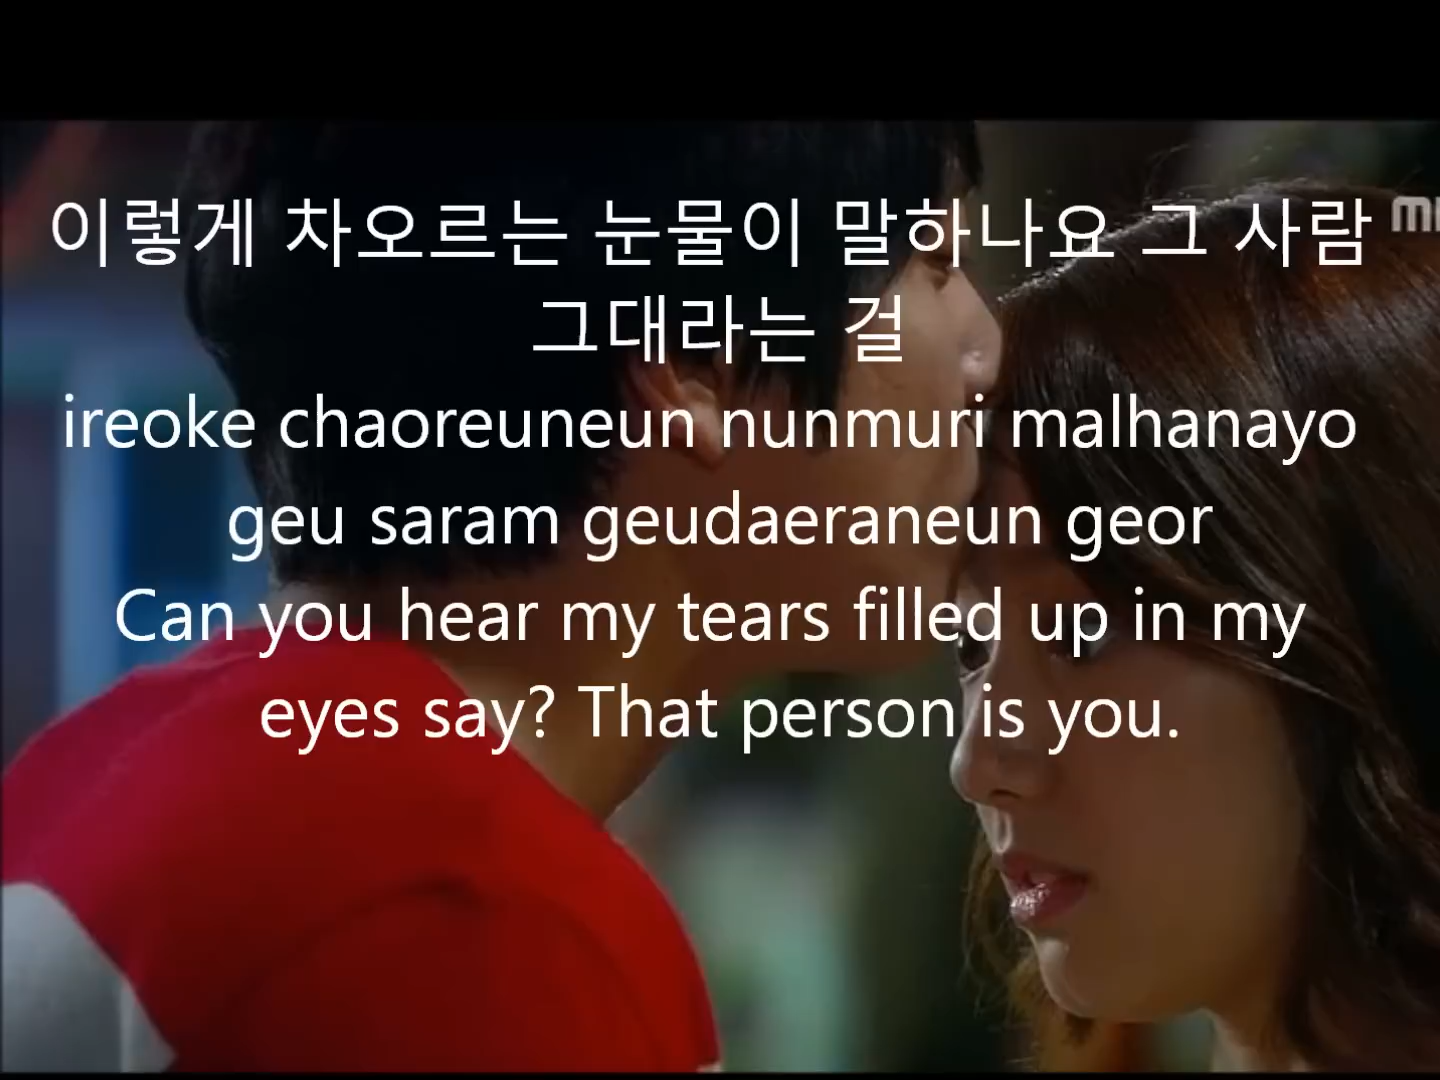 이렇게 차오르는 눈물이 말하나요 그 사람
그대라는 걸
ireoke chaoreuneun nunmuri malhanayo
geu saram geudaeraneun geor
Can you hear my tears filled up in my
eyes say? That person is you.